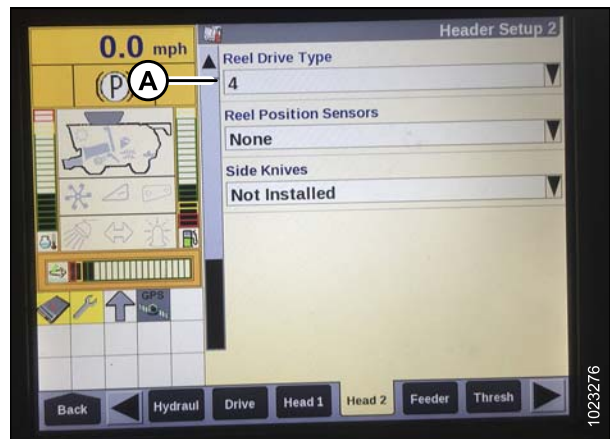 Header Setup 2
0.0 mph
(P)
A
Reel Drive Type
4
Reel Position Sensors
None
Side Knives
Not Installed
GPS
Back
Hydraul
Drive
Head 1
Head 2
Feeder
Thresh
1023276